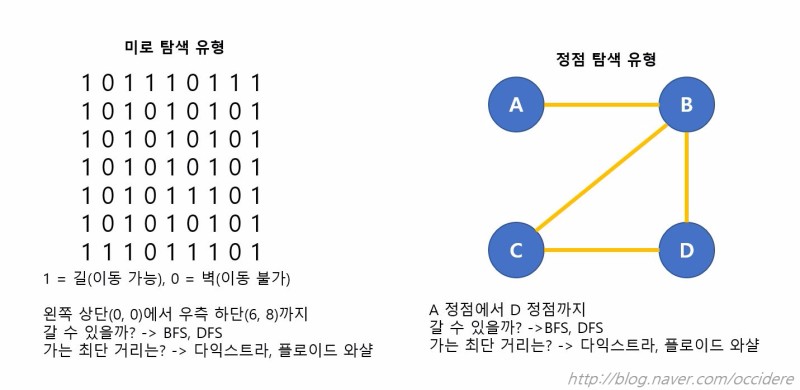 미로 탐색 유형
1 0 1 1 1 0 1 1 1
1 0 1 0 1 0 1 0 1
1 0 1 0 1 0 1 0 1
1 0 1 0 1 0 1 0 1
1 0 1 0 1 1 1 0 1
1 0 1 0 1 0 1 0 1
1 1 1 0 1 1 1 0 1
1 = 길(이동 가능), 0 = 벽(이동 불가)
왼쪽 상단(0, 0)에서 우측 하단(6, 8)까지
갈 수 있을까? -> BFS, DFS
가는 최단 거리는? -> 다익스트라, 플로이드 와샬
정점 탐색 유형
A
B
C
D
A 정점에서 D 정점까지
갈 수 있을까? ->BFS, DFS
가는 최단 거리는? -> 다익스트라, 플로이드 와샬
http://blog.naver.com/occidere